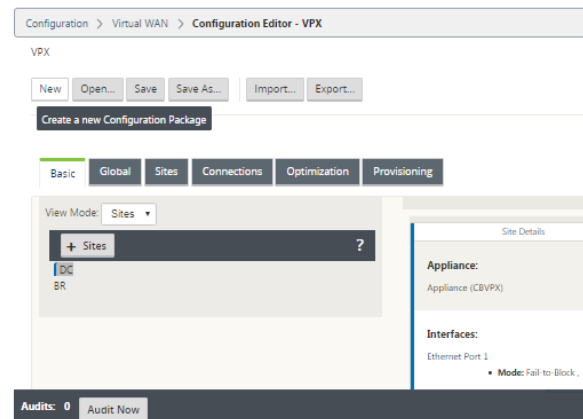 Configuration > Virtual WAN > Configuration Editor - VPX
VPX
New Open... Save Save As... Import... Export...
Create a new Configuration Package
Basic Global Sites Connections Optimization Provisioning
View Mode: Sites ▾
+ Sites ?
DC
BR
Site Details
Appliance:
Appliance (CBVPX)
Interfaces:
Ethernet Port 1
• Mode: Fail-to-Block ,
Audits: 0 Audit Now